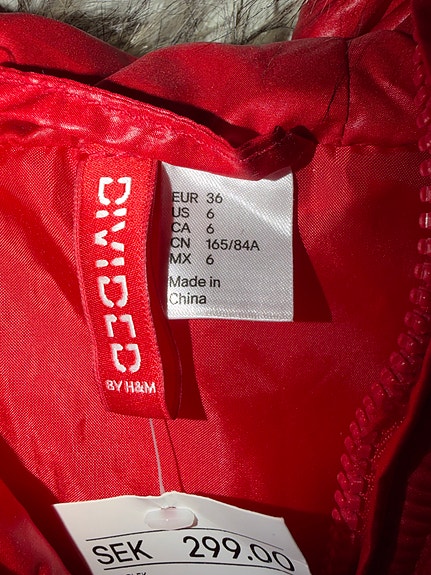 DIVIDED
BY H&M
EUR 36
US 6
CA 6
CN 165/84A
MX 6
Made in
China
SEK 299.00